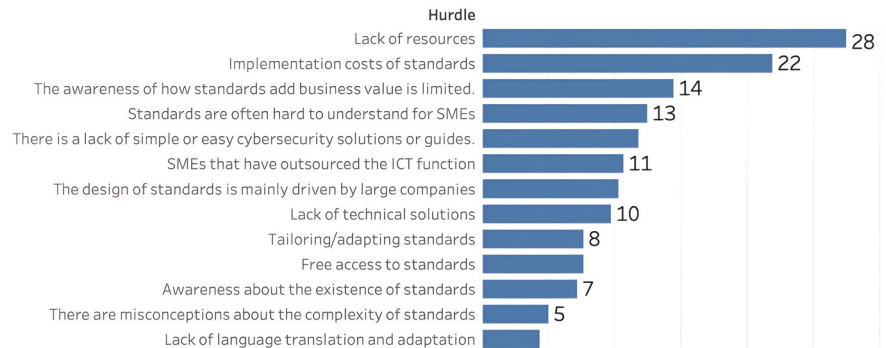 Hurdle
Lack of resources 28
Implementation costs of standards 22
The awareness of how standards add business value is limited. 14
Standards are often hard to understand for SMEs 13
There is a lack of simple or easy cybersecurity solutions or guides.
SMEs that have outsourced the ICT function 11
The design of standards is mainly driven by large companies
Lack of technical solutions 10
Tailoring/adapting standards 8
Free access to standards
Awareness about the existence of standards 7
There are misconceptions about the complexity of standards 5
Lack of language translation and adaptation